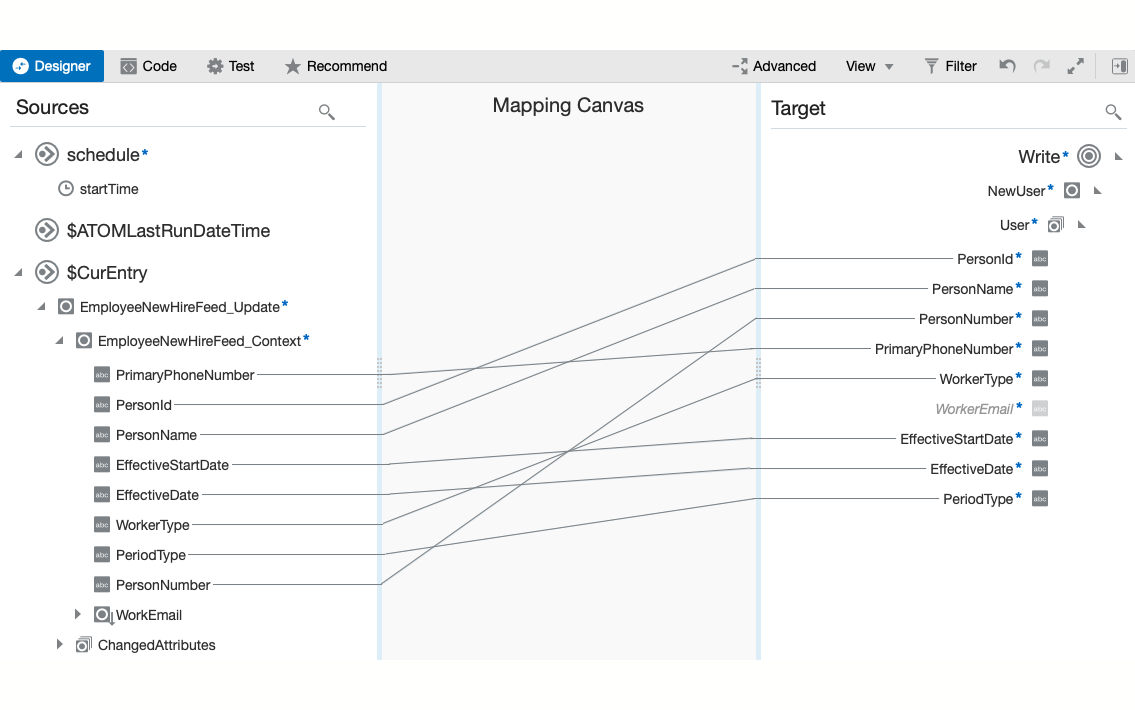 Designer Code Test Recommend Advanced View Filter
Sources
Mapping Canvas
Target
schedule*
startTime
$ATOMLastRunDateTime
$CurEntry
EmployeeNewHireFeed_Update*
EmployeeNewHireFeed_Context*
abc PrimaryPhoneNumber
abc PersonId
abc PersonName
abc EffectiveStartDate
abc EffectiveDate
abc WorkerType
abc PeriodType
abc PersonNumber
WorkEmail
ChangedAttributes
Write*
NewUser*
User*
PersonId* abc
PersonName* abc
PersonNumber* abc
PrimaryPhoneNumber* abc
WorkerType* abc
WorkerEmail* abc
EffectiveStartDate* abc
EffectiveDate* abc
PeriodType* abc